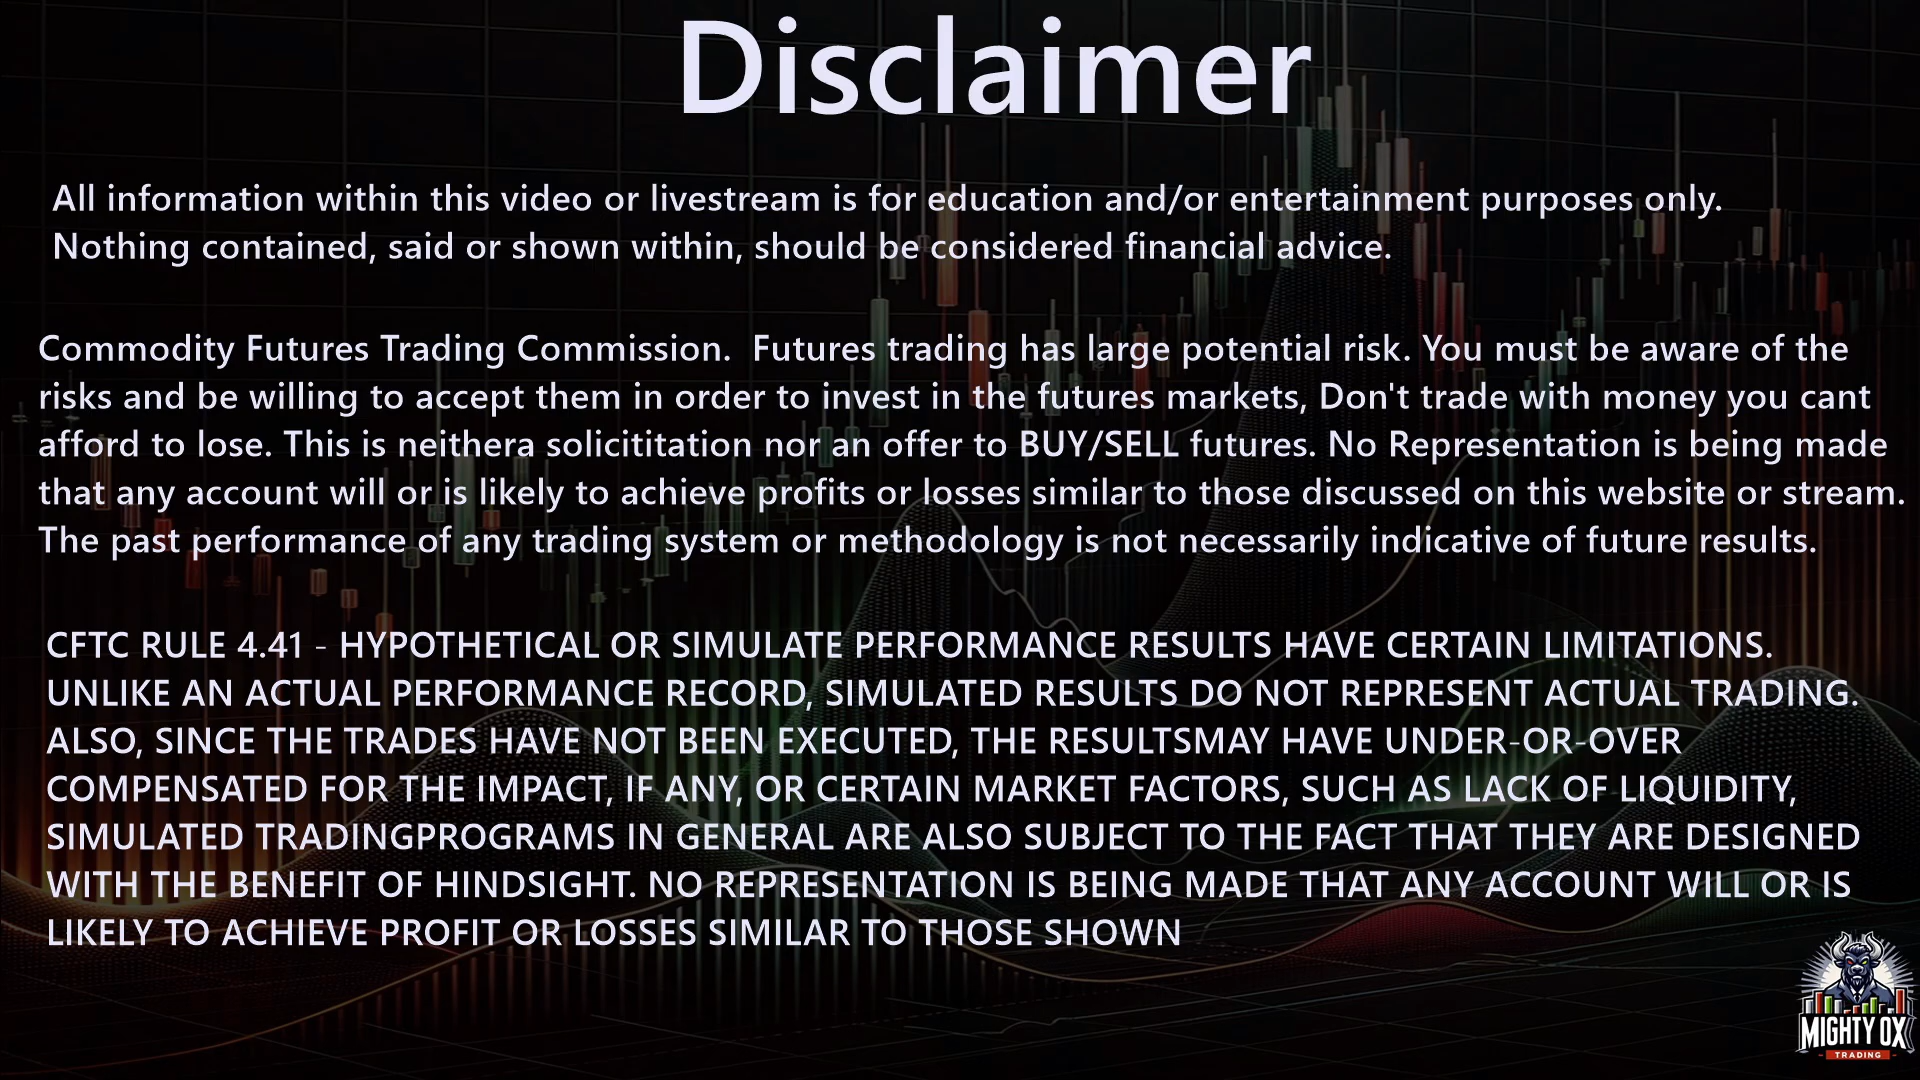 Disclaimer
All information within this video or livestream is for education and/or entertainment purposes only.
Nothing contained, said or shown within, should be considered financial advice.
Commodity Futures Trading Commission.  Futures trading has large potential risk. You must be aware of the
risks and be willing to accept them in order to invest in the futures markets, Don't trade with money you cant
afford to lose. This is neithera solicititation nor an offer to BUY/SELL futures. No Representation is being made
that any account will or is likely to achieve profits or losses similar to those discussed on this website or stream.
The past performance of any trading system or methodology is not necessarily indicative of future results.
CFTC RULE 4.41 - HYPOTHETICAL OR SIMULATE PERFORMANCE RESULTS HAVE CERTAIN LIMITATIONS.
UNLIKE AN ACTUAL PERFORMANCE RECORD, SIMULATED RESULTS DO NOT REPRESENT ACTUAL TRADING.
ALSO, SINCE THE TRADES HAVE NOT BEEN EXECUTED, THE RESULTSMAY HAVE UNDER-OR-OVER
COMPENSATED FOR THE IMPACT, IF ANY, OR CERTAIN MARKET FACTORS, SUCH AS LACK OF LIQUIDITY,
SIMULATED TRADINGPROGRAMS IN GENERAL ARE ALSO SUBJECT TO THE FACT THAT THEY ARE DESIGNED
WITH THE BENEFIT OF HINDSIGHT. NO REPRESENTATION IS BEING MADE THAT ANY ACCOUNT WILL OR IS
LIKELY TO ACHIEVE PROFIT OR LOSSES SIMILAR TO THOSE SHOWN
MIGHTY OX
TRADING